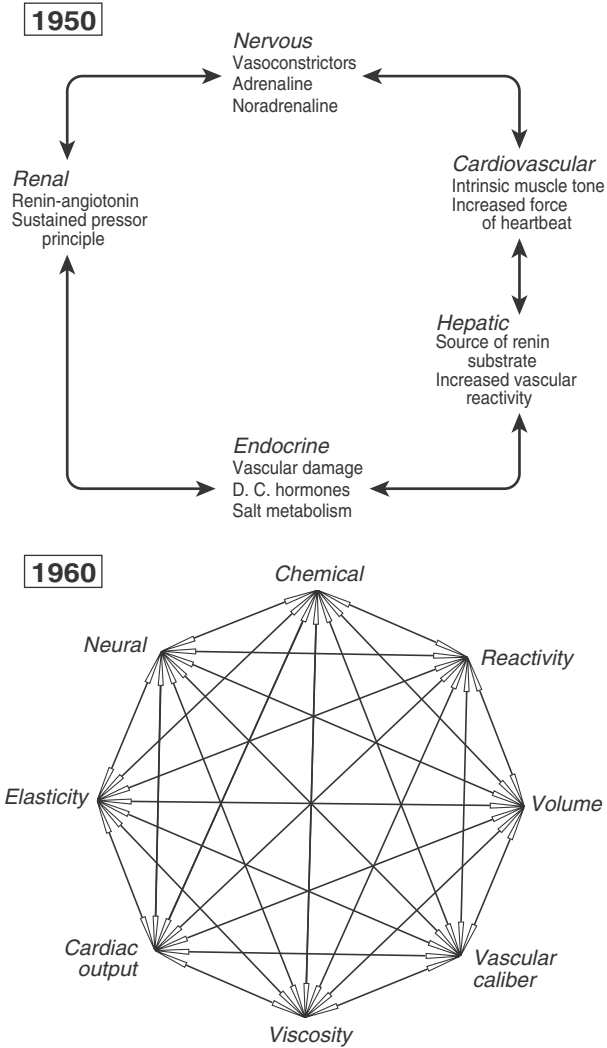 1950
Nervous
Vasoconstrictors
Adrenaline
Noradrenaline
Renal
Renin-angiotonin
Sustained pressor
principle
Cardiovascular
Intrinsic muscle tone
Increased force
of heartbeat
Hepatic
Source of renin
substrate
Increased vascular
reactivity
Endocrine
Vascular damage
D. C. hormones
Salt metabolism
1960
Chemical
Neural
Reactivity
Elasticity
Volume
Cardiac
output
Vascular
caliber
Viscosity